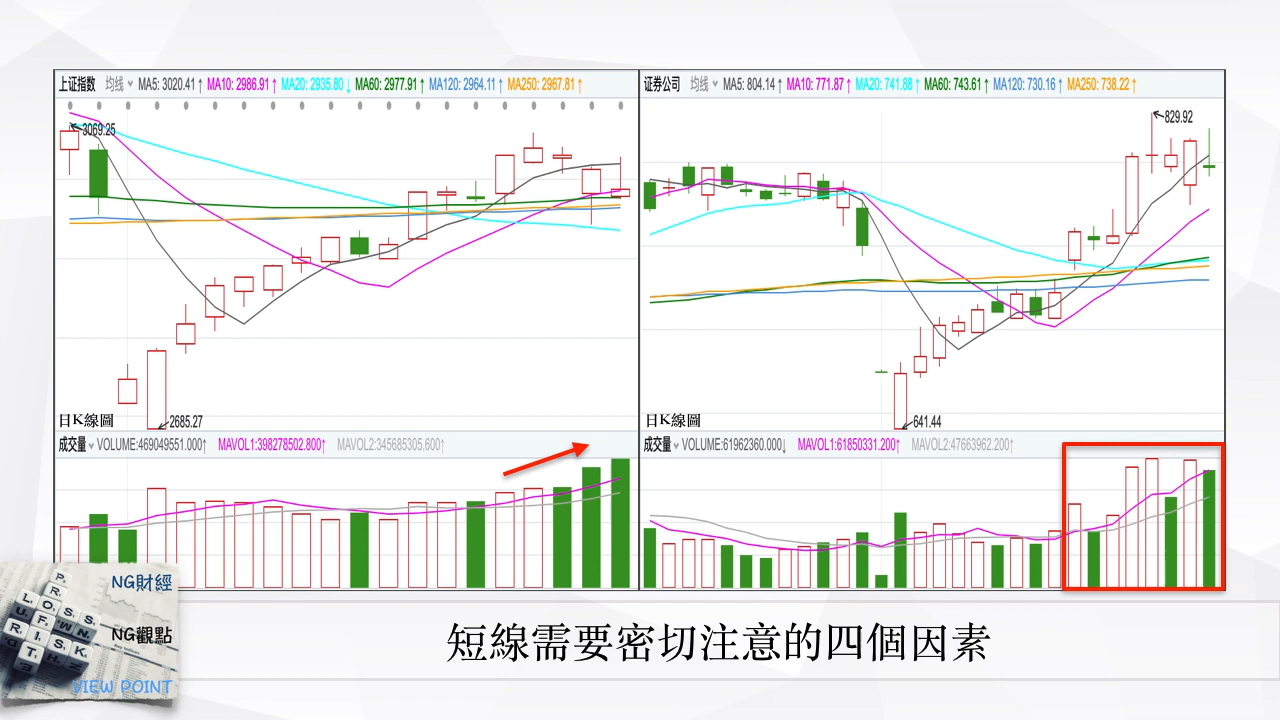 上证指数 均线 MA5: 3020.41↑ MA10: 2986.91↑ MA20: 2935.80↓ MA60: 2977.91↑ MA120: 2964.11↑ MA250: 2967.81↑
3069.25
2685.27
日K線圖
成交量 VOLUME:469049551.000↑ MAVOL1:398278502.800↑ MAVOL2:345685305.600↑
证券公司 均线 MA5: 804.14↑ MA10: 771.87↑ MA20: 741.88↑ MA60: 743.61↑ MA120: 730.16↑ MA250: 738.22↑
829.92
641.44
日K線圖
成交量 VOLUME:61962360.000↓ MAVOL1:61850331.200↑ MAVOL2:47663962.200↑
NG財經
NG觀點
VIEW POINT
短線需要密切注意的四個因素